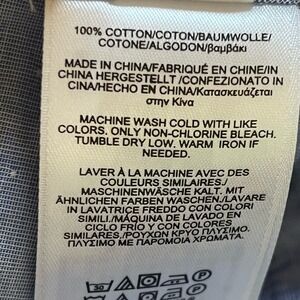 100% COTTON/COTON/BAUMWOLLE/
COTONE/ALGODON/βαμβάκι
MADE IN CHINA/FABRIQUÉ EN CHINE/IN
CHINA HERGESTELLT /CONFEZIONATO IN
CINA/HECHO EN CHINA/Κατασκευάζεται
στην Κίνα
MACHINE WASH COLD WITH LIKE
COLORS. ONLY NON-CHLORINE BLEACH.
TUMBLE DRY LOW. WARM IRON IF
NEEDED.
LAVER À LA MACHINE AVEC DES
COULEURS SIMILAIRES./
MASCHINENWÄSCHE KALT. MIT
ÄHNLICHEN FARBEN WASCHEN./LAVARE
IN LAVATRICE FREDDO CON COLORI
SIMILI./MÁQUINA DE LAVADO EN
CICLO FRÍO Y CON COLORES
SIMILARES./ΡΟΥΧΩΝ ΚΡΥΟ ΠΛΥΣΙΜΟ.
ΠΛΥΣΙΜΟ ΜΕ ΠΑΡΟΜΟΙΑ ΧΡΩΜΑΤΑ.
30